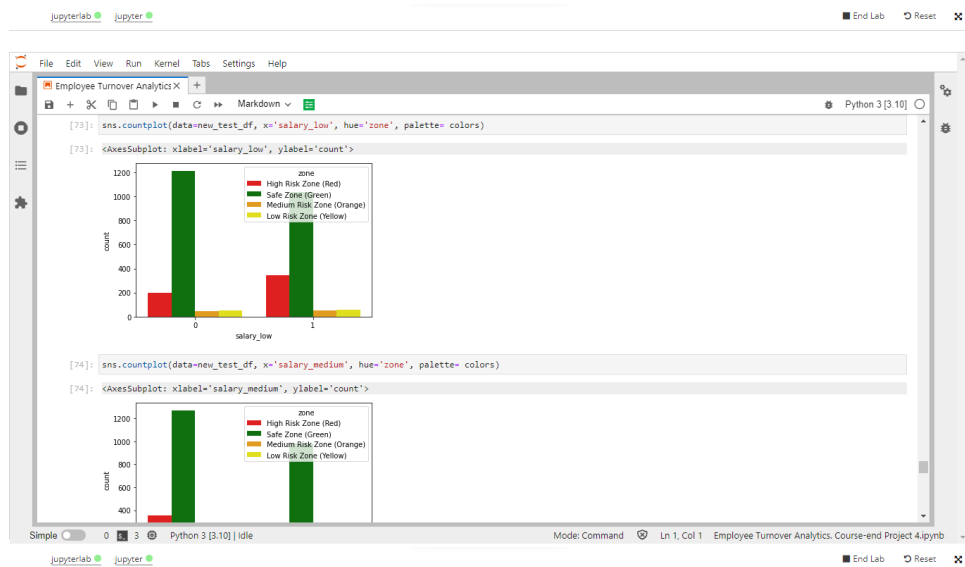 jupyterlab jupyter End Lab Reset
File Edit View Run Kernel Tabs Settings Help
Employee Turnover Analytics
Markdown Python 3 [3.10]
[73]: sns.countplot(data=new_test_df, x='salary_low', hue='zone', palette= colors)
[73]: <AxesSubplot: xlabel='salary_low', ylabel='count'>
zone
High Risk Zone (Red)
Safe Zone (Green)
Medium Risk Zone (Orange)
Low Risk Zone (Yellow)
1200
1000
800
600
400
200
0
count
0 1
salary_low
[74]: sns.countplot(data=new_test_df, x='salary_medium', hue='zone', palette= colors)
[74]: <AxesSubplot: xlabel='salary_medium', ylabel='count'>
zone
High Risk Zone (Red)
Safe Zone (Green)
Medium Risk Zone (Orange)
Low Risk Zone (Yellow)
1200
1000
800
600
400
count
Simple 0 s_ 3 Python 3 [3.10] | Idle Mode: Command Ln 1, Col 1 Employee Turnover Analytics. Course-end Project 4.ipynb
jupyterlab jupyter End Lab Reset